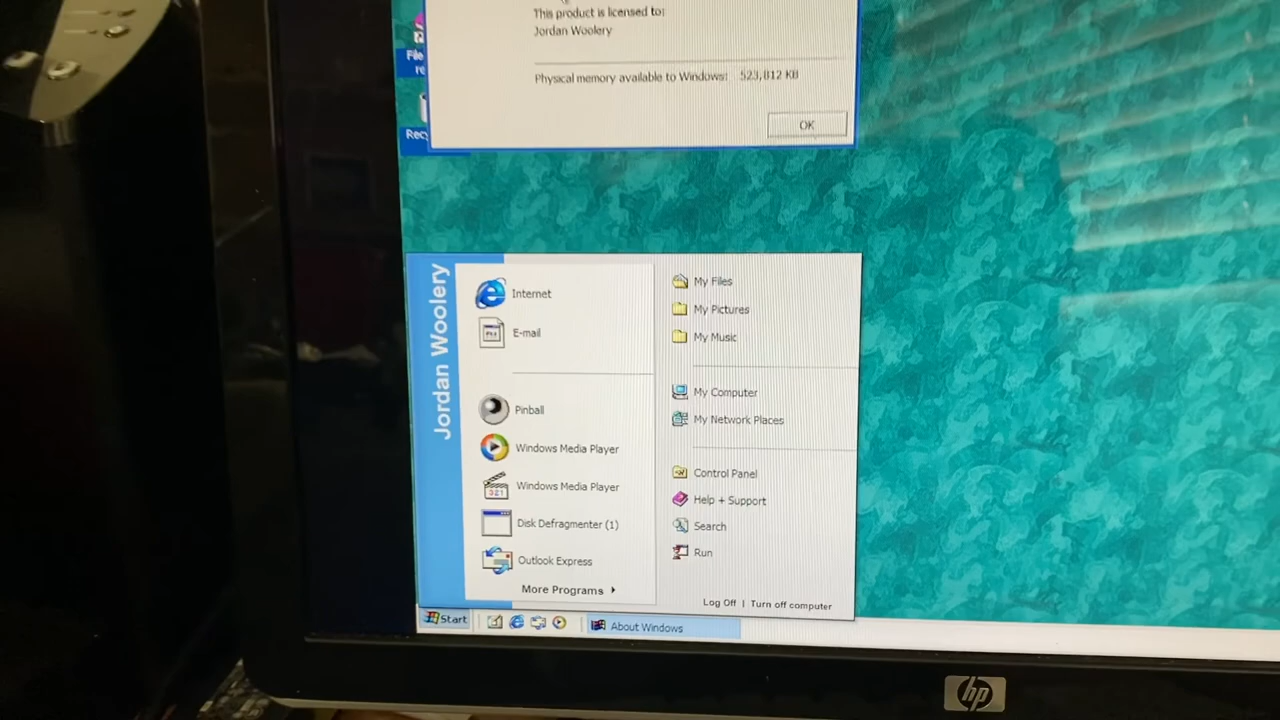 This product is licensed to:
Jordan Woolery
Physical memory available to Windows: 523,812 KB
OK
File
re
Recy
Jordan Woolery
Internet
E-mail
Pinball
Windows Media Player
Windows Media Player
Disk Defragmenter (1)
Outlook Express
More Programs
My Files
My Pictures
My Music
My Computer
My Network Places
Control Panel
Help + Support
Search
Run
Log Off | Turn off computer
Start
About Windows
hp